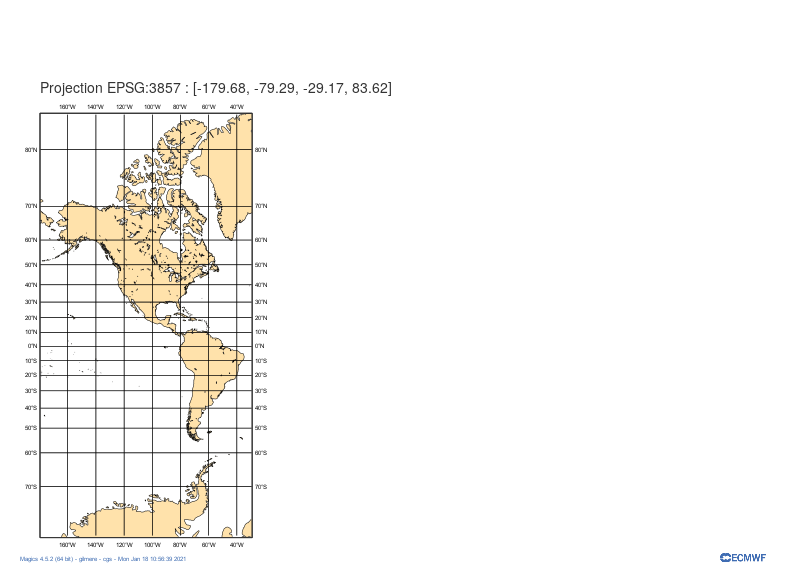 Projection EPSG:3857 : [-179.68, -79.29, -29.17, 83.62]
160°W 140°W 120°W 100°W 80°W 60°W 40°W
80°N 80°N
70°N 70°N
60°N 60°N
50°N 50°N
40°N 40°N
30°N 30°N
20°N 20°N
10°N 10°N
0°N 0°N
10°S 10°S
20°S 20°S
30°S 30°S
40°S 40°S
50°S 50°S
60°S 60°S
70°S 70°S
160°W 140°W 120°W 100°W 80°W 60°W 40°W
Magics 4.5.2 (64 bit) - gilmere - cgs - Mon Jan 18 10:56:39 2021
ECMWF